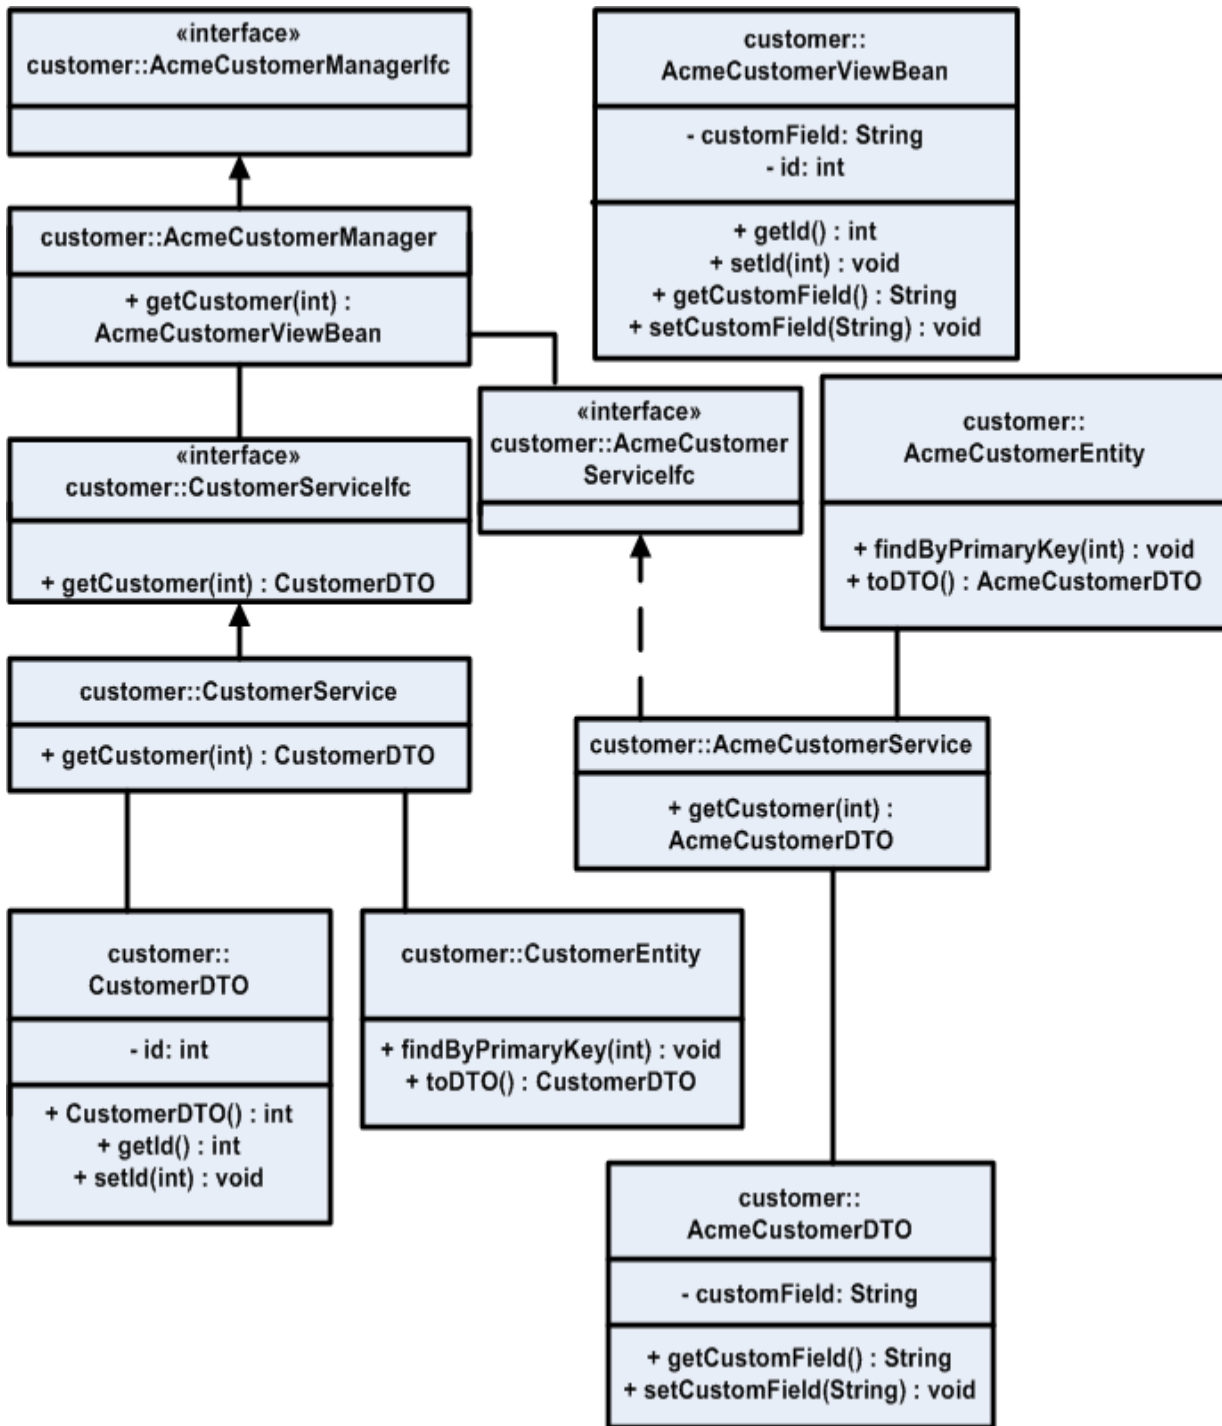 «interface»
customer::AcmeCustomerManagerIfc
customer::
AcmeCustomerViewBean
- customField: String
- id: int
+ getId() : int
+ setId(int) : void
+ getCustomField() : String
+ setCustomField(String) : void
customer::AcmeCustomerManager
+ getCustomer(int) :
AcmeCustomerViewBean
«interface»
customer::CustomerServiceIfc
+ getCustomer(int) : CustomerDTO
«interface»
customer::AcmeCustomer
ServiceIfc
customer::
AcmeCustomerEntity
+ findByPrimaryKey(int) : void
+ toDTO() : AcmeCustomerDTO
customer::CustomerService
+ getCustomer(int) : CustomerDTO
customer::AcmeCustomerService
+ getCustomer(int) :
AcmeCustomerDTO
customer::
CustomerDTO
- id: int
+ CustomerDTO() : int
+ getId() : int
+ setId(int) : void
customer::CustomerEntity
+ findByPrimaryKey(int) : void
+ toDTO() : CustomerDTO
customer::
AcmeCustomerDTO
- customField: String
+ getCustomField() : String
+ setCustomField(String) : void